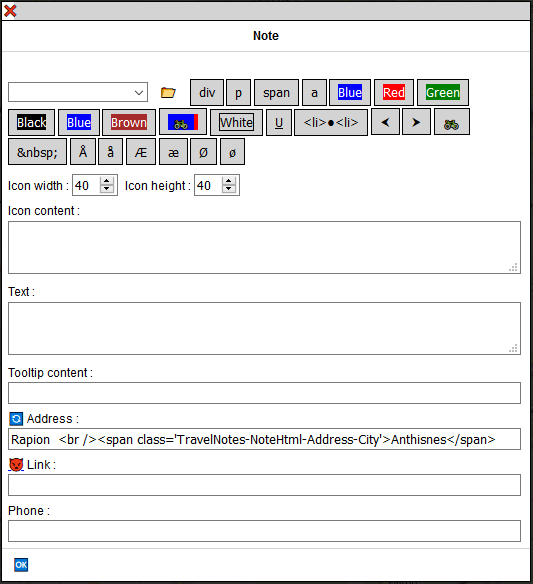 Note
div p span a Blue Red Green
Black Blue Brown White U <li>●<li> ⮜ ⮞
&nbsp; Å å Æ æ Ø ø
Icon width : 40 Icon height : 40
Icon content :
Text :
Tooltip content :
Address :
Rapion <br /><span class='TravelNotes-NoteHtml-Address-City'>Anthisnes</span>
Link :
Phone :
OK